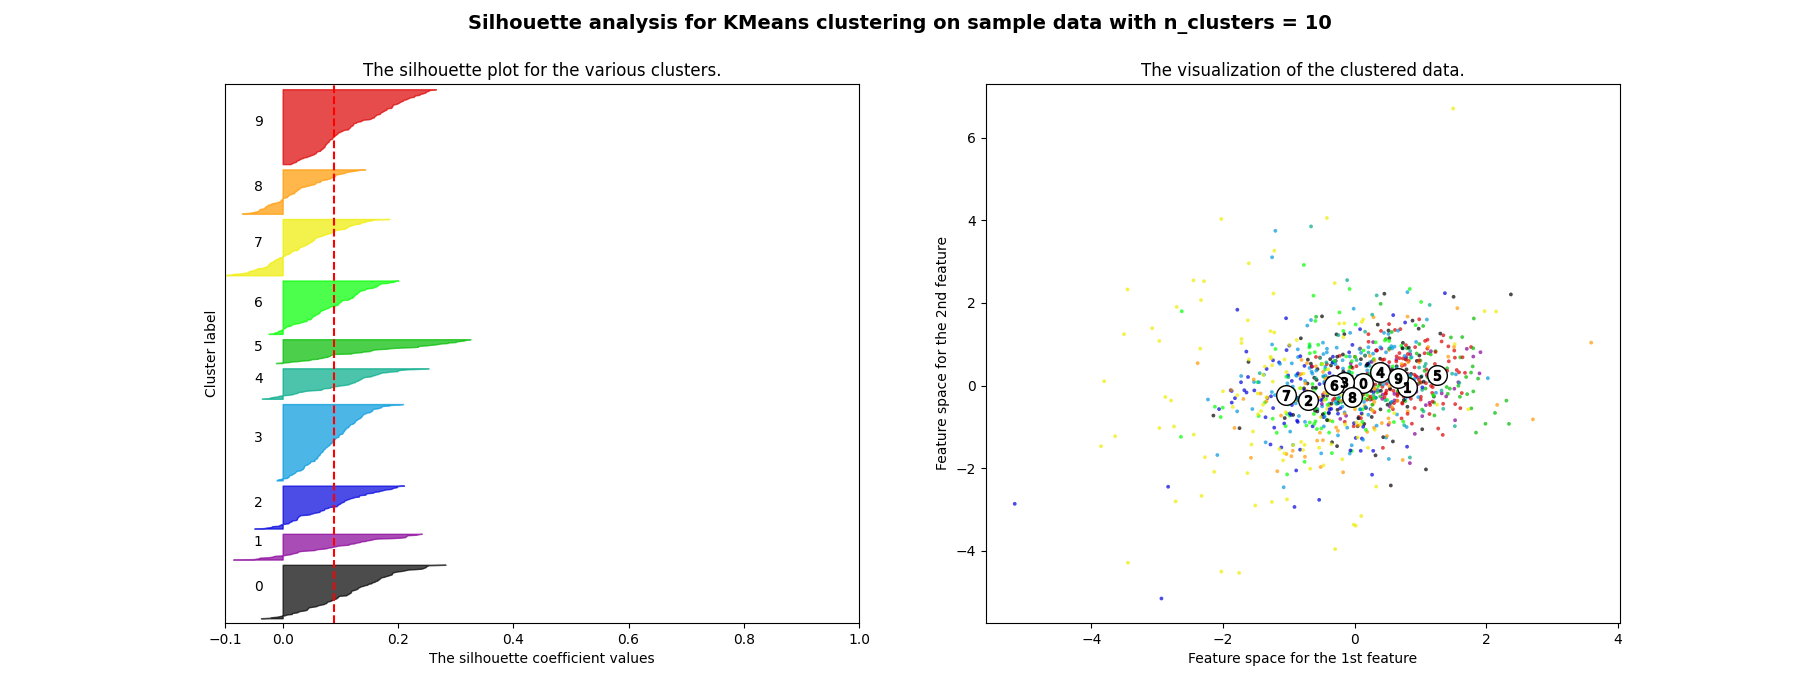 Silhouette analysis for KMeans clustering on sample data with n_clusters = 10
The silhouette plot for the various clusters.
9
8
7
6
5
4
3
2
1
0
Cluster label
−0.1 0.0 0.2 0.4 0.6 0.8 1.0
The silhouette coefficient values
The visualization of the clustered data.
6
4
2
0
−2
−4
Feature space for the 2nd feature
7 2 6 3 8 0 4 9 1 5
−4 −2 0 2 4
Feature space for the 1st feature